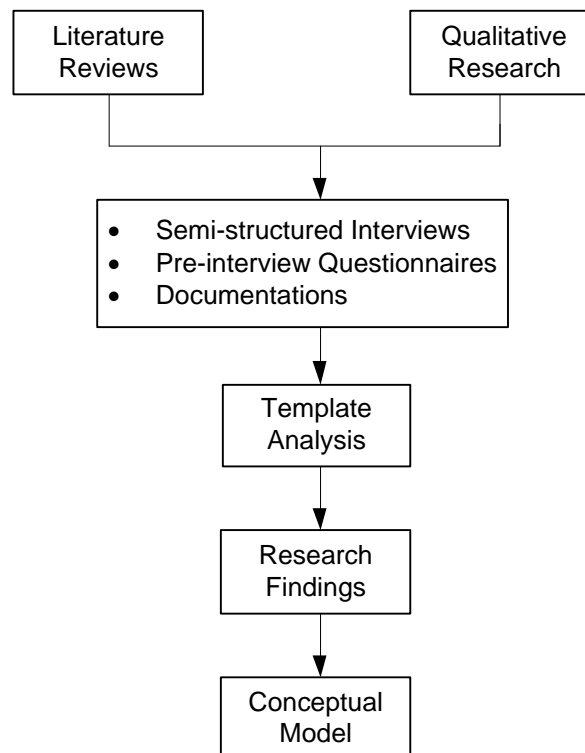 Literature
Reviews
Qualitative
Research
• Semi-structured Interviews
• Pre-interview Questionnaires
• Documentations
Template
Analysis
Research
Findings
Conceptual
Model